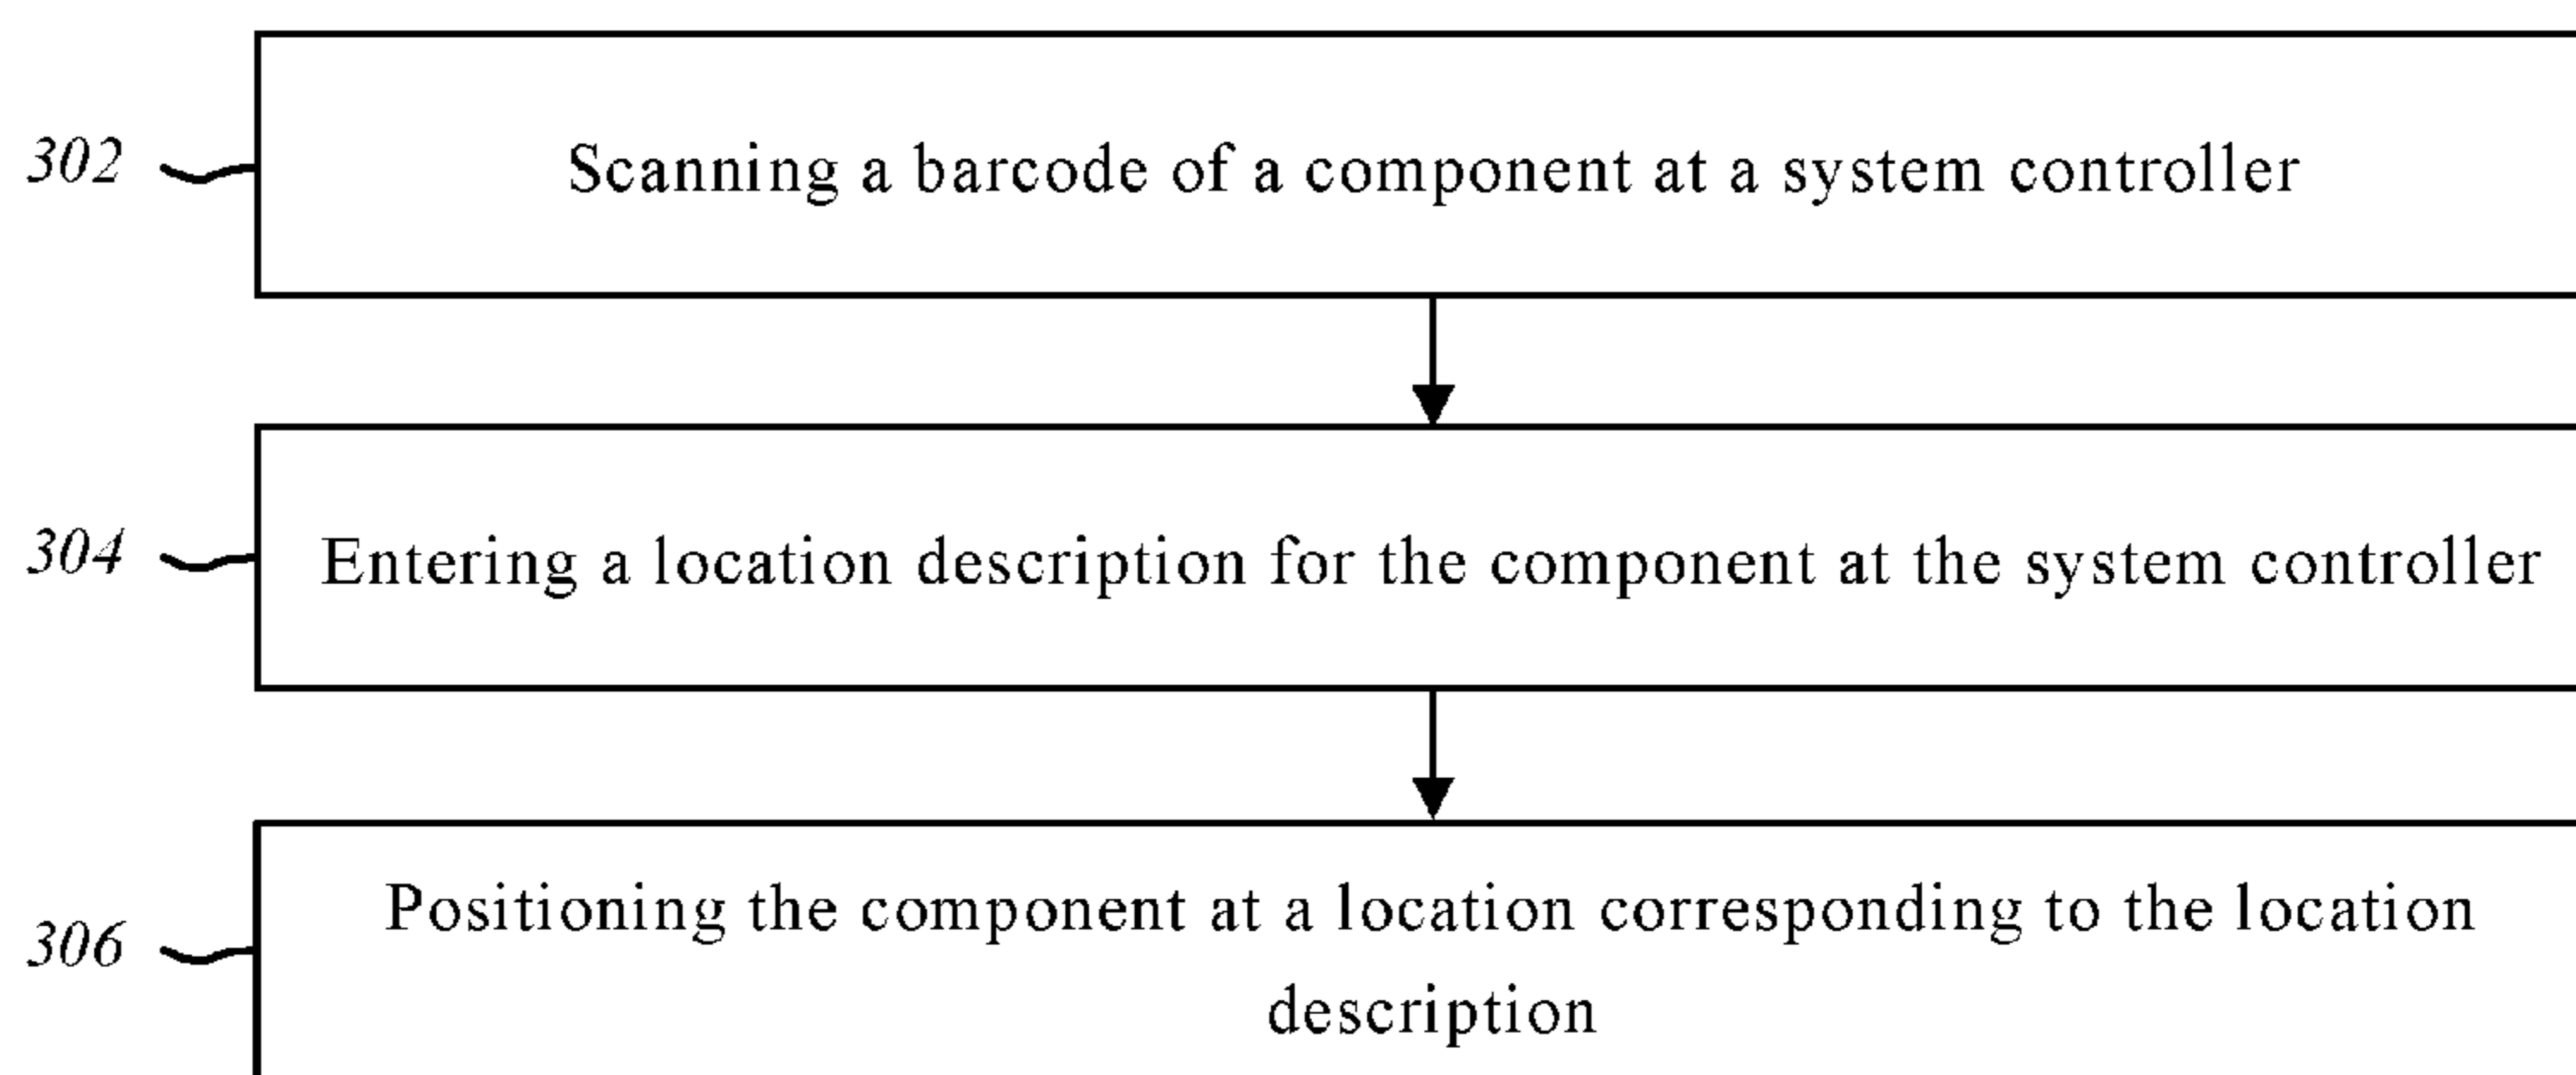 302 Scanning a barcode of a component at a system controller
304 Entering a location description for the component at the system controller
306 Positioning the component at a location corresponding to the location
description